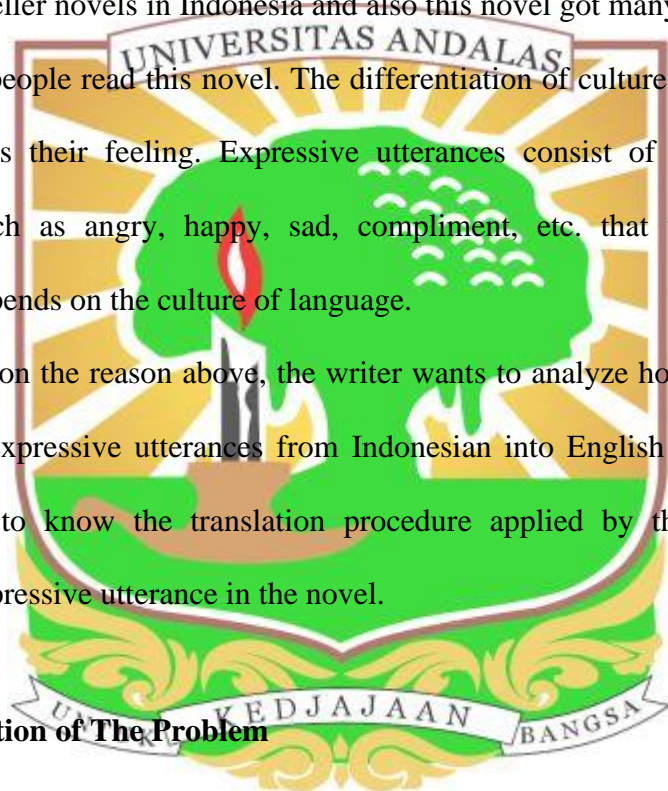 eller novels in Indonesia and also this novel got many
UNIVERSITAS ANDALAS
people read this novel. The differentiation of culture
s their feeling. Expressive utterances consist of
ch as angry, happy, sad, compliment, etc. that
pends on the culture of language.
on the reason above, the writer wants to analyze ho
expressive utterances from Indonesian into English
to know the translation procedure applied by th
pressive utterance in the novel.
UNTUK KEDJAJAAN BANGSA
tion of The Problem